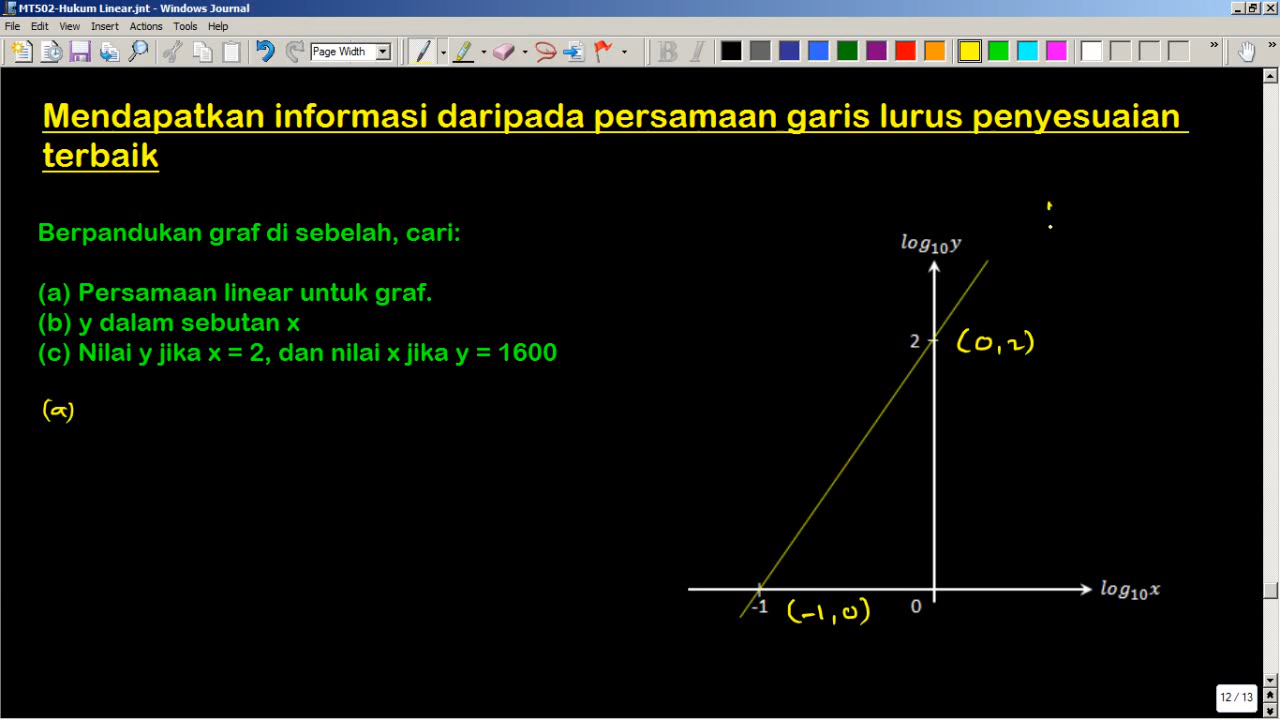 MT502-Hukum Linear.jnt - Windows Journal
File Edit View Insert Actions Tools Help
Page Width
Mendapatkan informasi daripada persamaan garis lurus penyesuaian
terbaik
Berpandukan graf di sebelah, cari:
(a) Persamaan linear untuk graf.
(b) y dalam sebutan x
(c) Nilai y jika x = 2, dan nilai x jika y = 1600
(a)
log₁₀y
2 (0,2)
-1 (-1,0) 0
log₁₀x
12 / 13